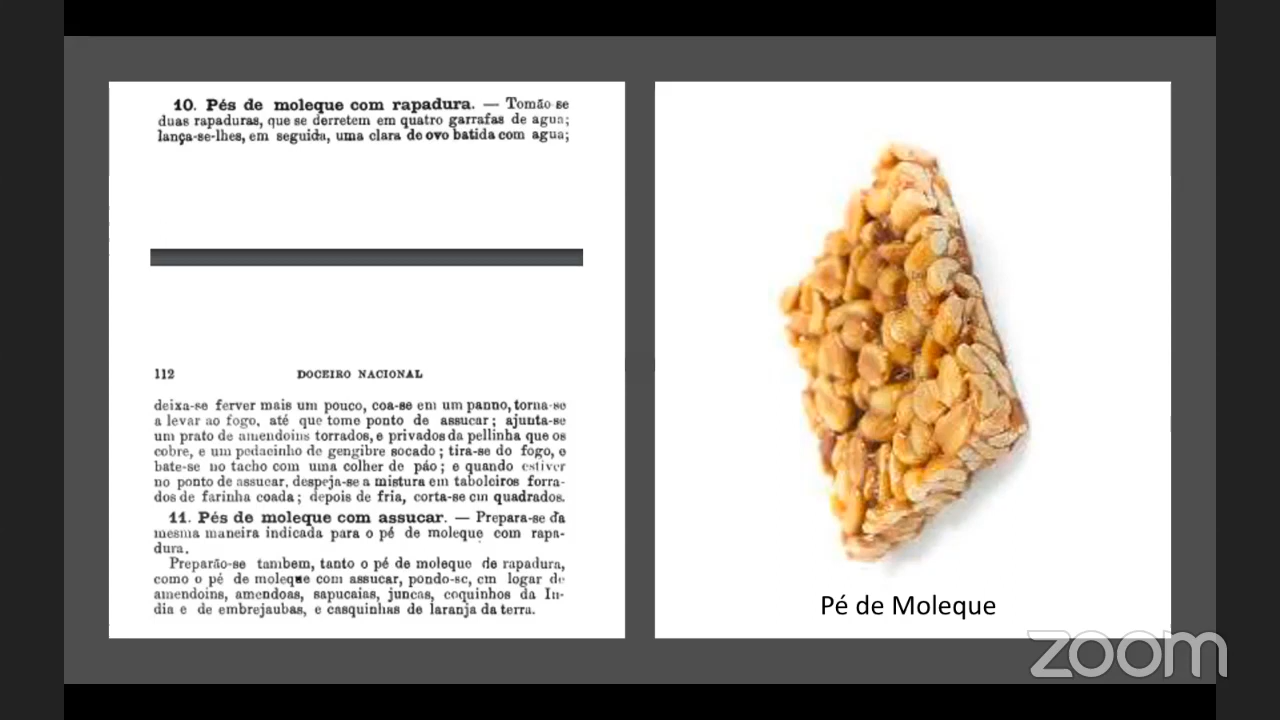 10. Pés de moleque com rapadura. — Tomão-se
duas rapaduras, que se derretem em quatro garrafas de agua;
lança-se-lhes, em seguida, uma clara de ovo batida com agua;
112 DOCEIRO NACIONAL
deixa-se ferver mais um pouco, coa-se em um panno, torna-se
a levar ao fogo, até que tome ponto de assucar; ajunta-se
um prato de amendoins torrados, e privados da pellinha que os
cobre, e um pedacinho de gengibre socado; tira-se do fogo, e
bate-se no tacho com uma colher de páo; e quando estiver
no ponto de assucar, despeja-se a mistura em taboleiros forra-
dos de farinha coada; depois de fria, corta-se em quadrados.
11. Pés de moleque com assucar. — Prepara-se da
mesma maneira indicada para o pé de moleque com rapa-
dura.
Preparão-se tambem, tanto o pé de moleque de rapadura,
como o pé de moleque com assucar, pondo-se, em logar de
amendoins, amendoas, sapucaias, juncas, coquinhos da In-
dia e de embrejaubas, e casquinhas de laranja da terra.
Pé de Moleque
zoom